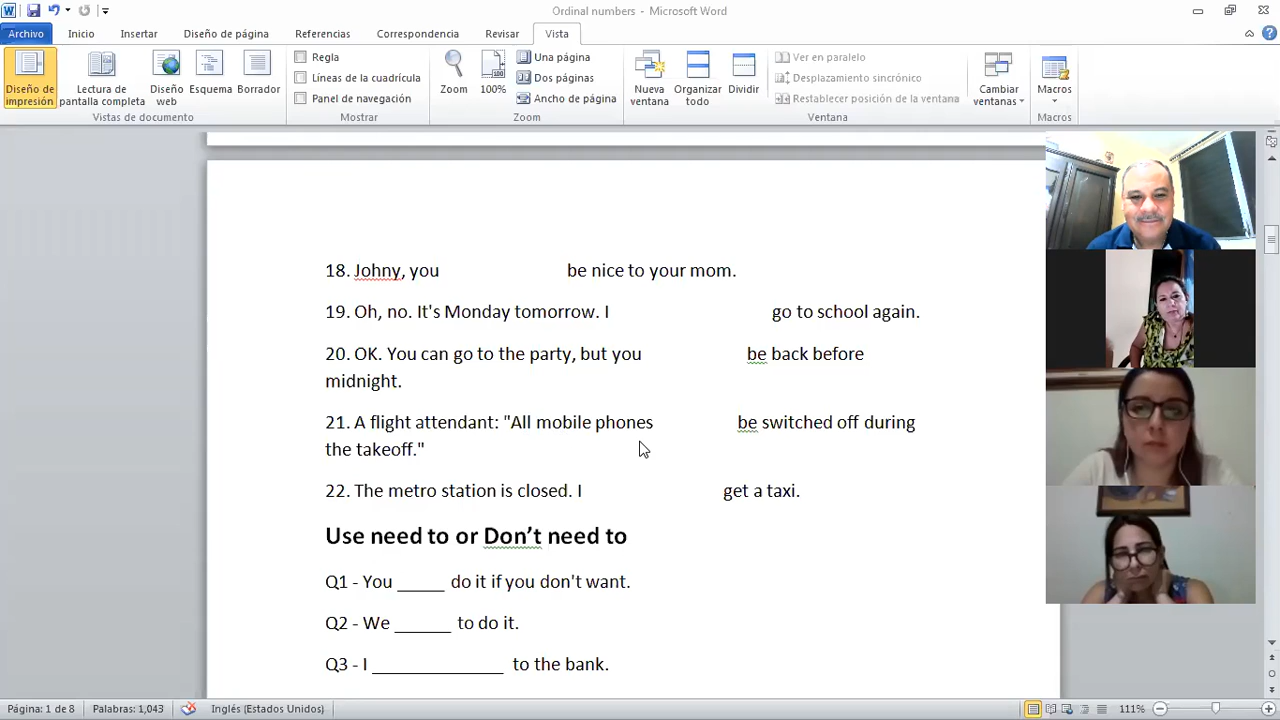 Ordinal numbers - Microsoft Word
Archivo Inicio Insertar Diseño de página Referencias Correspondencia Revisar Vista
Diseño de impresión
Lectura de pantalla completa
Diseño web
Esquema
Borrador
Vistas de documento
Regla
Líneas de la cuadrícula
Panel de navegación
Mostrar
Zoom
100%
Una página
Dos páginas
Ancho de página
Zoom
Nueva ventana
Organizar todo
Dividir
Ver en paralelo
Desplazamiento sincrónico
Restablecer posición de la ventana
Cambiar ventanas
Ventana
Macros
Macros
18. Johny, you be nice to your mom.
19. Oh, no. It's Monday tomorrow. I go to school again.
20. OK. You can go to the party, but you be back before
midnight.
21. A flight attendant: "All mobile phones be switched off during
the takeoff."
22. The metro station is closed. I get a taxi.
Use need to or Don't need to
Q1 - You _____ do it if you don't want.
Q2 - We ______ to do it.
Q3 - I ______________ to the bank.
Página: 1 de 8 Palabras: 1,043 Inglés (Estados Unidos) 111%